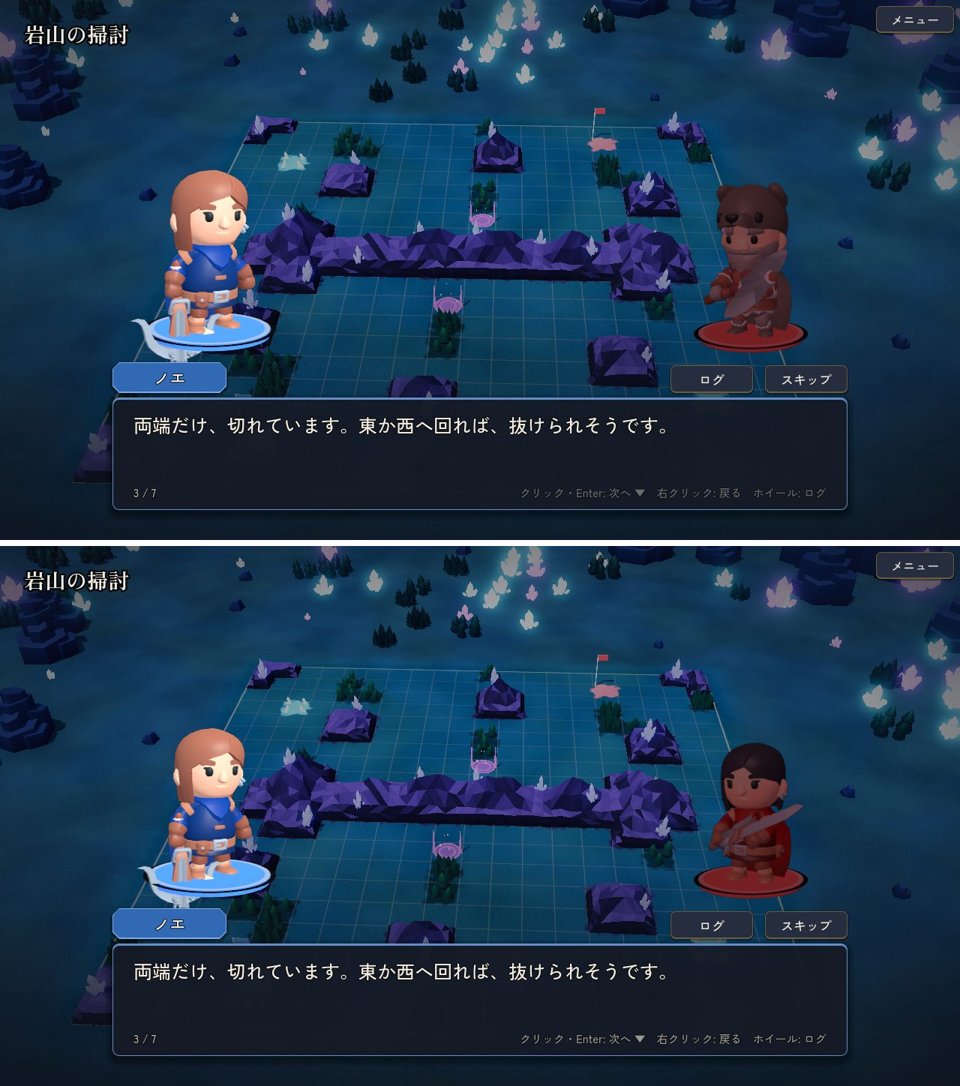 岩山の掃討
メニュー
ノエ
ログ
スキップ
両端だけ、切れています。東か西へ回れば、抜けられそうです。
3 / 7
クリック・Enter: 次へ ▼ 右クリック: 戻る ホイール: ログ
岩山の掃討
メニュー
ノエ
ログ
スキップ
両端だけ、切れています。東か西へ回れば、抜けられそうです。
3 / 7
クリック・Enter: 次へ ▼ 右クリック: 戻る ホイール: ログ